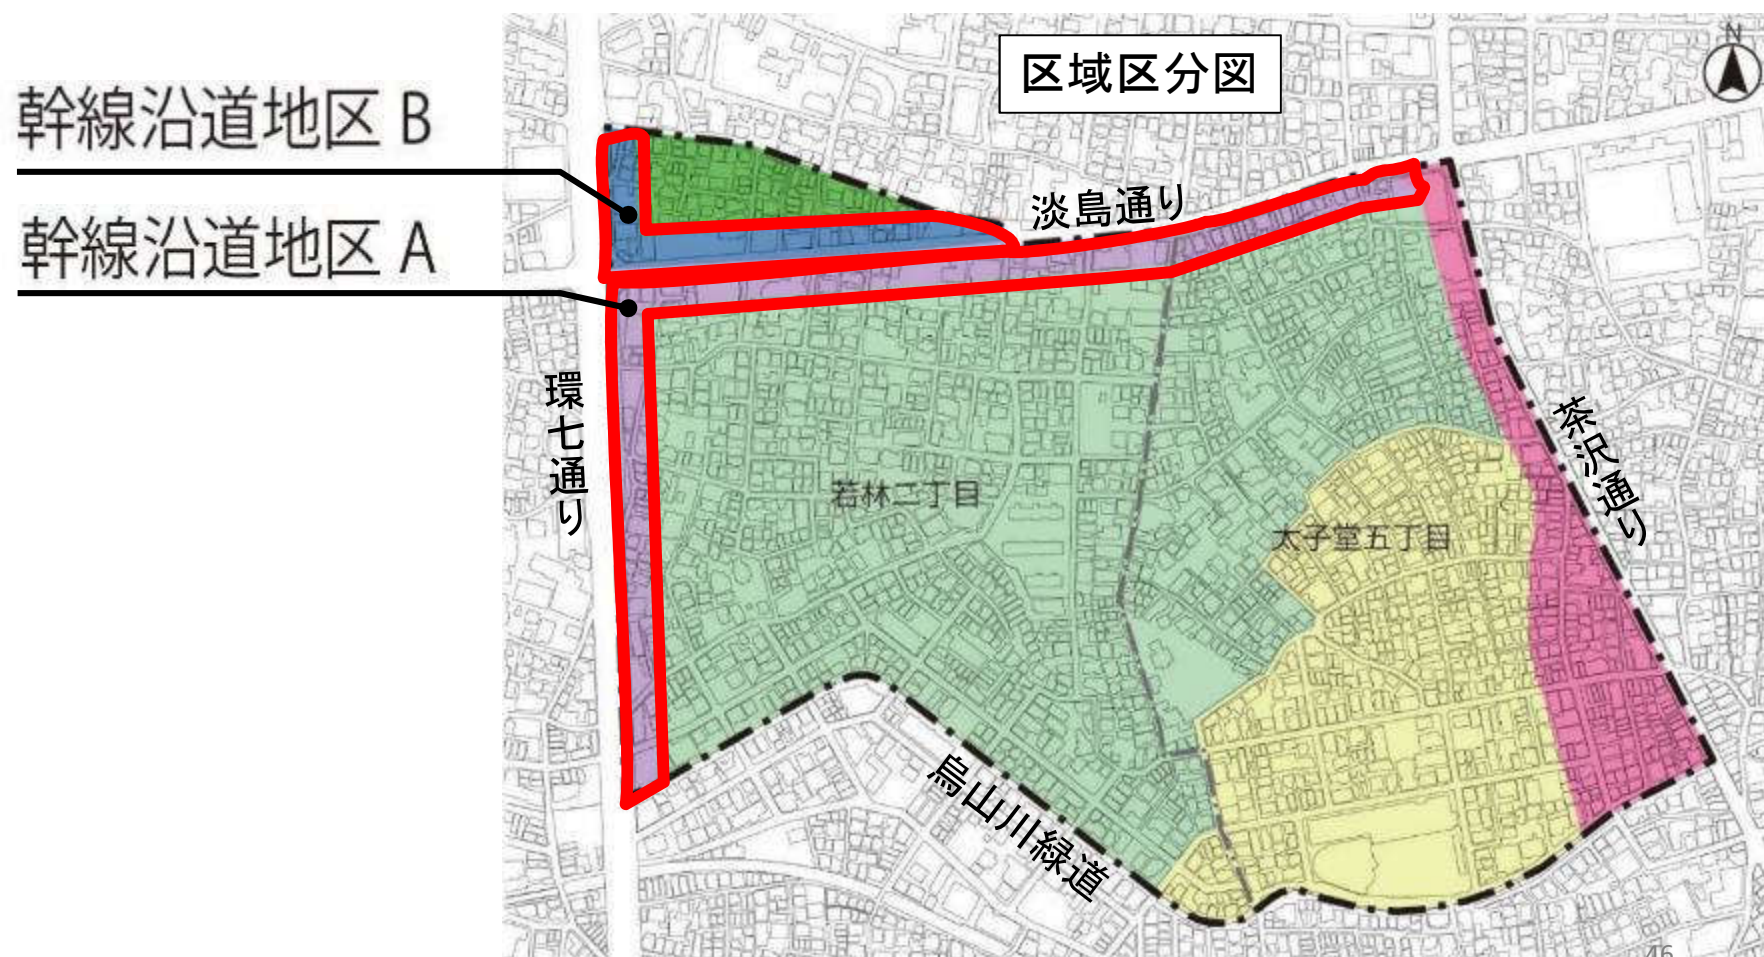 区域区分図
N
幹線沿道地区 B
幹線沿道地区 A
淡島通り
環七通り
茶沢通り
若林二丁目
太子堂五丁目
烏山川緑道
46